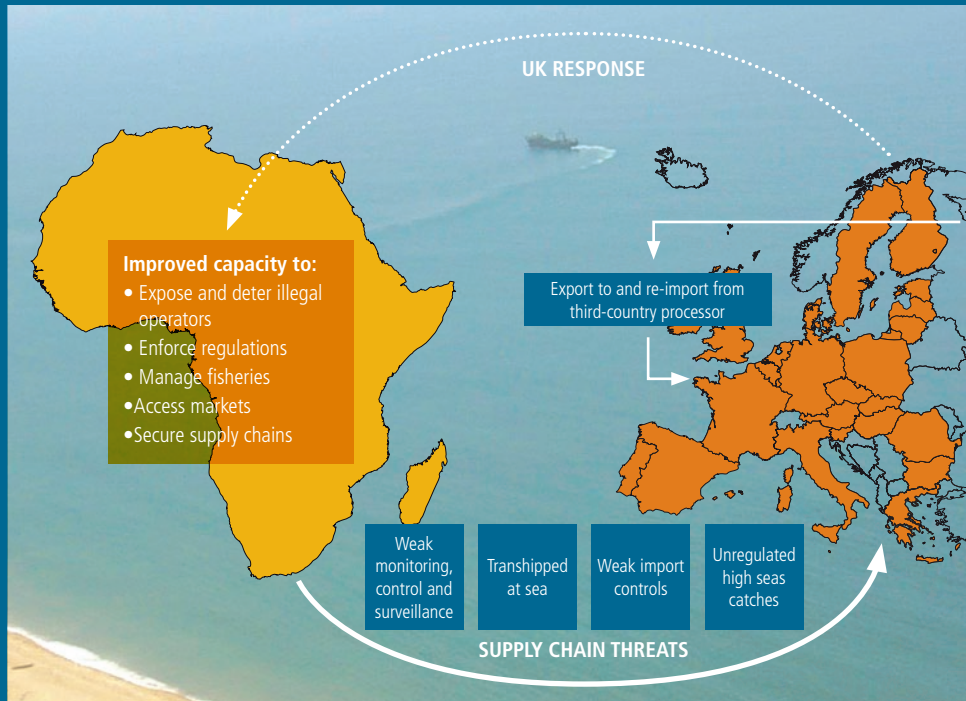 UK RESPONSE
Improved capacity to:
• Expose and deter illegal
operators
• Enforce regulations
• Manage fisheries
•Access markets
•Secure supply chains
Export to and re-import from
third-country processor
Weak
monitoring,
control and
surveillance
Transhipped
at sea
Weak import
controls
Unregulated
high seas
catches
SUPPLY CHAIN THREATS